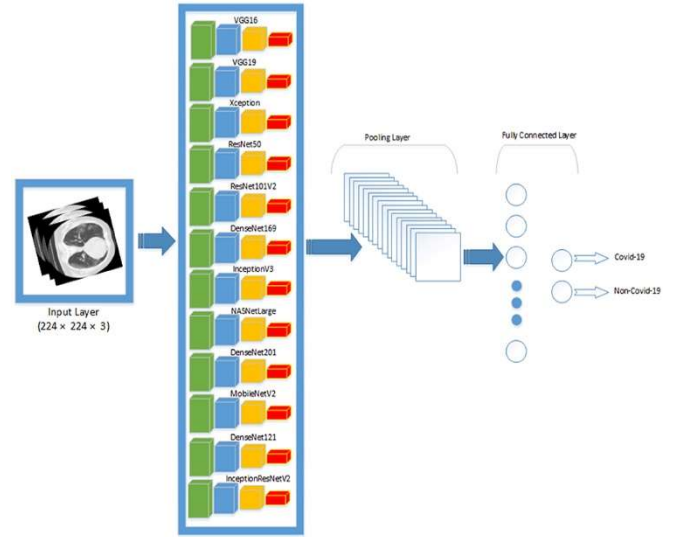 VGG16
VGG19
Xception
ResNet50
ResNet101V2
DenseNet169
InceptionV3
NASNetLarge
DenseNet201
MobileNetV2
DenseNet121
InceptionResNetV2
Input Layer
(224 × 224 × 3)
Pooling Layer
Fully Connected Layer
Covid-19
Non-Covid-19